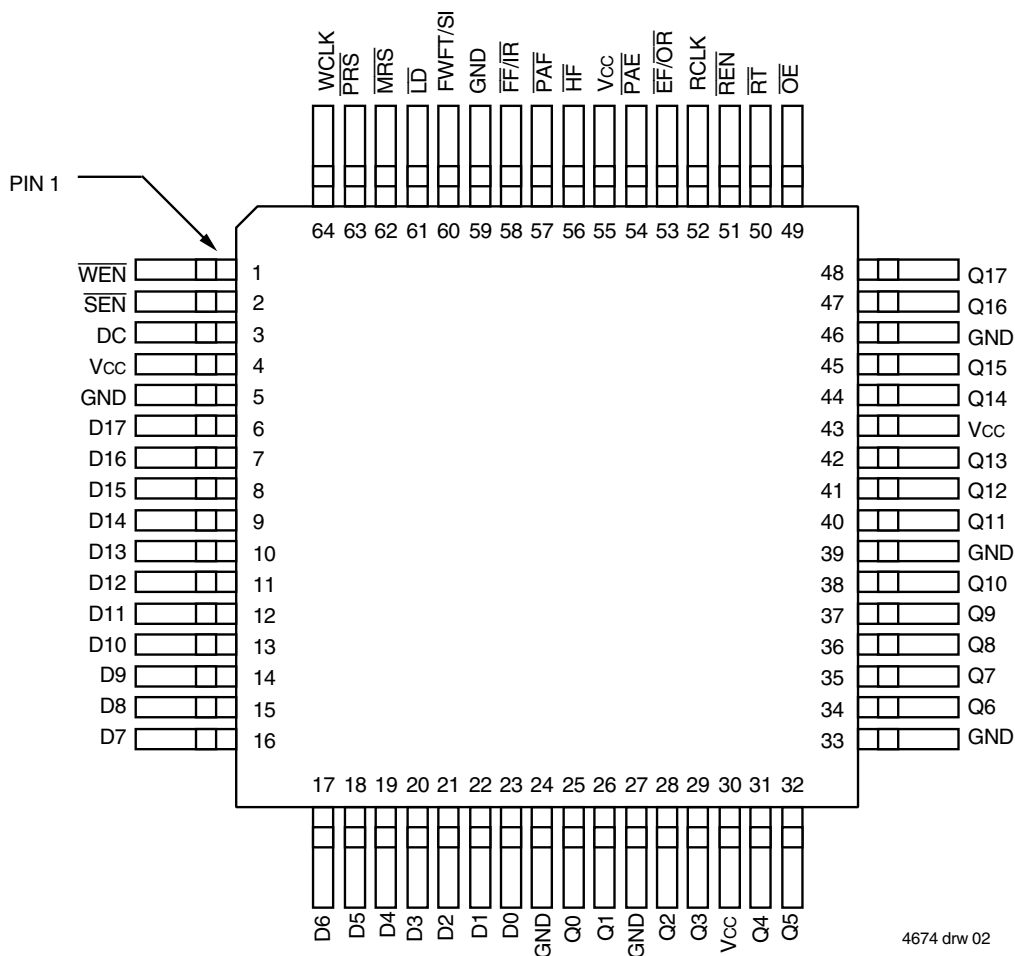 WCLK
PRS
MRS
LD
FWFT/SI
GND
FF/IR
PAF
HF
VCC
PAE
EF/OR
RCLK
REN
RT
OE
PIN 1
64 63 62 61 60 59 58 57 56 55 54 53 52 51 50 49
WEN 1
SEN 2
DC 3
VCC 4
GND 5
D17 6
D16 7
D15 8
D14 9
D13 10
D12 11
D11 12
D10 13
D9 14
D8 15
D7 16
48 Q17
47 Q16
46 GND
45 Q15
44 Q14
43 VCC
42 Q13
41 Q12
40 Q11
39 GND
38 Q10
37 Q9
36 Q8
35 Q7
34 Q6
33 GND
17 18 19 20 21 22 23 24 25 26 27 28 29 30 31 32
D6
D5
D4
D3
D2
D1
D0
GND
Q0
Q1
GND
Q2
Q3
VCC
Q4
Q5
4674 drw 02